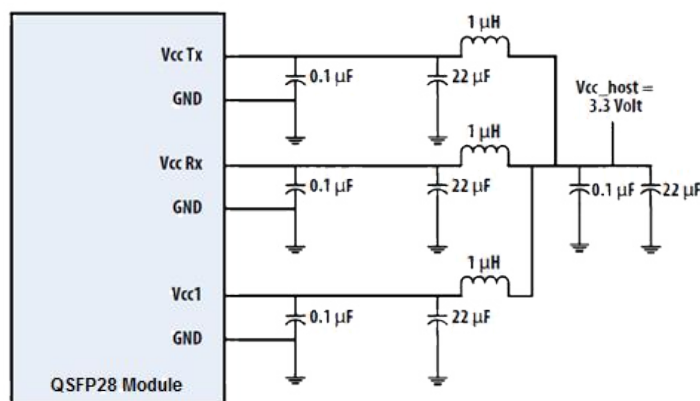 1 µH
Vcc Tx
0.1 µF
22 µF
GND
Vcc_host =
3.3 Volt
1 µH
Vcc Rx
0.1 µF
22 µF
0.1 µF
22 µF
GND
1 µH
Vcc1
0.1 µF
22 µF
GND
QSFP28 Module